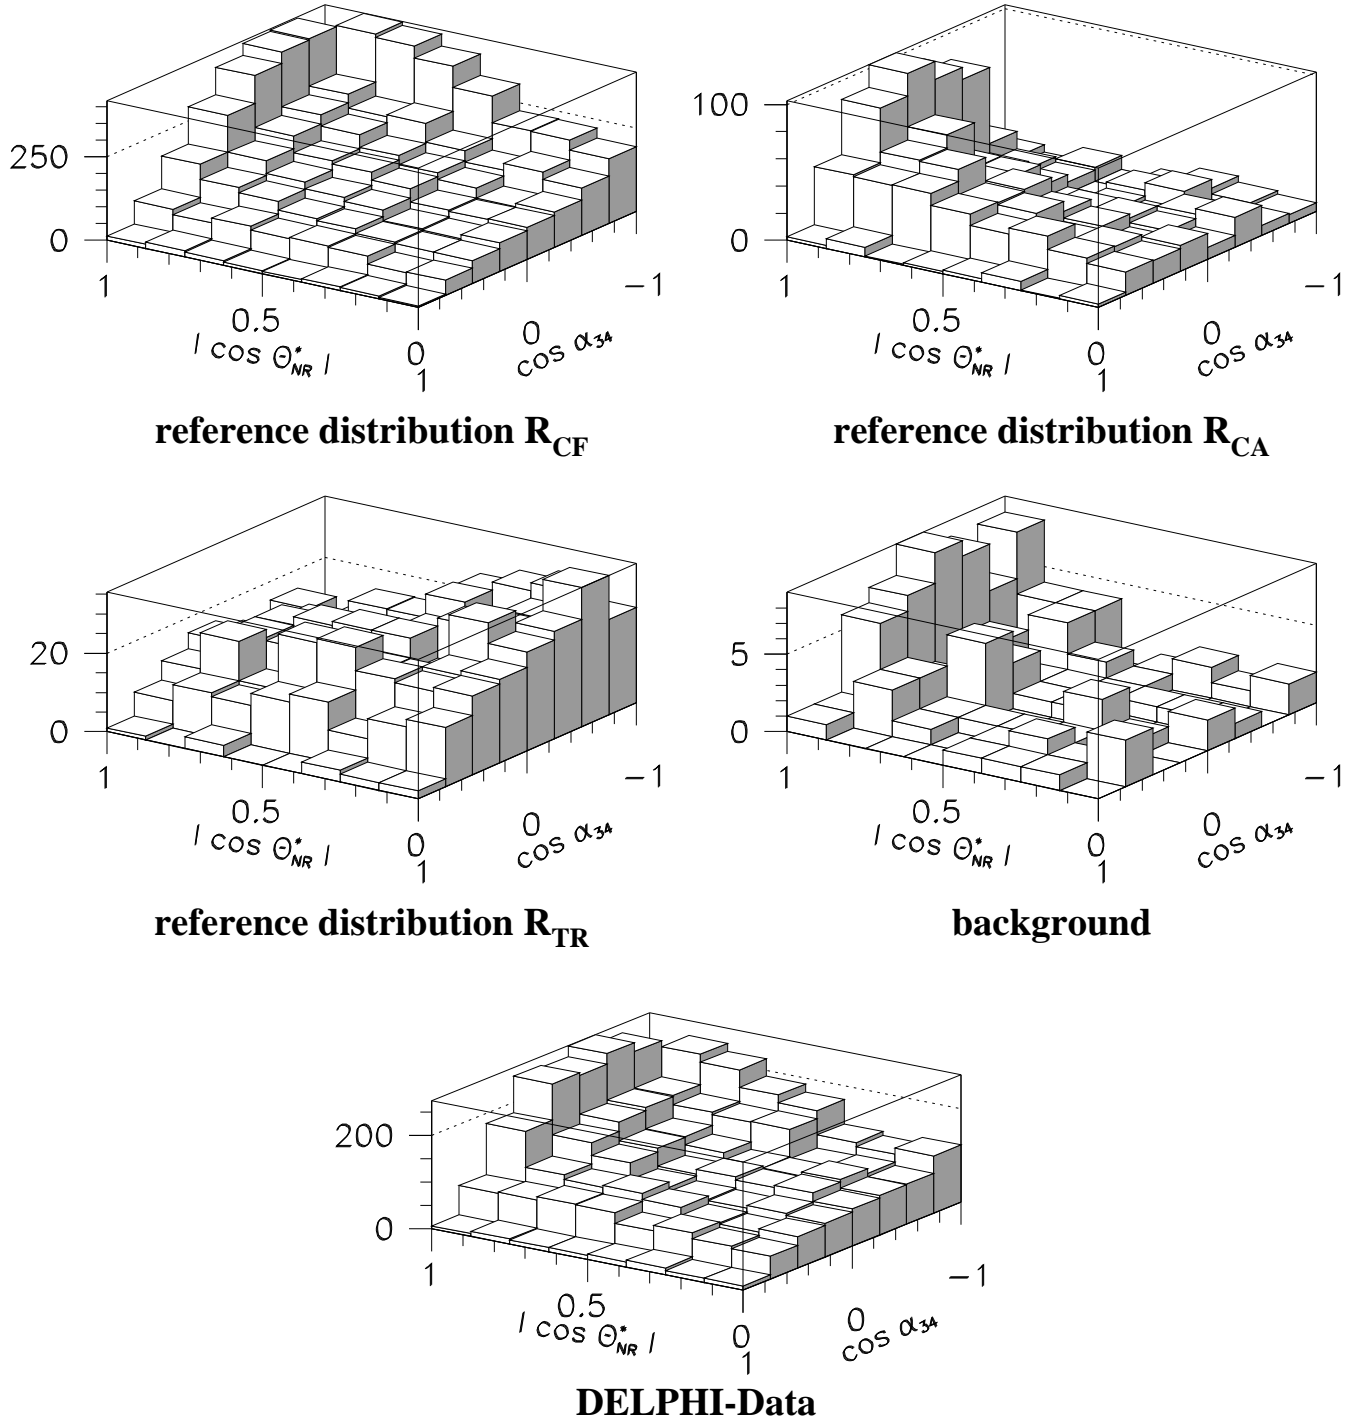 250
0
1
0.5
0
1
0
−1
| cos Θ*NR |
cos α34
reference distribution RCF
100
0
1
0.5
0
1
0
−1
| cos Θ*NR |
cos α34
reference distribution RCA
20
0
1
0.5
0
1
0
−1
| cos Θ*NR |
cos α34
reference distribution RTR
5
0
1
0.5
0
1
0
−1
| cos Θ*NR |
cos α34
background
200
0
1
0.5
0
1
0
−1
| cos Θ*NR |
cos α34
DELPHI-Data